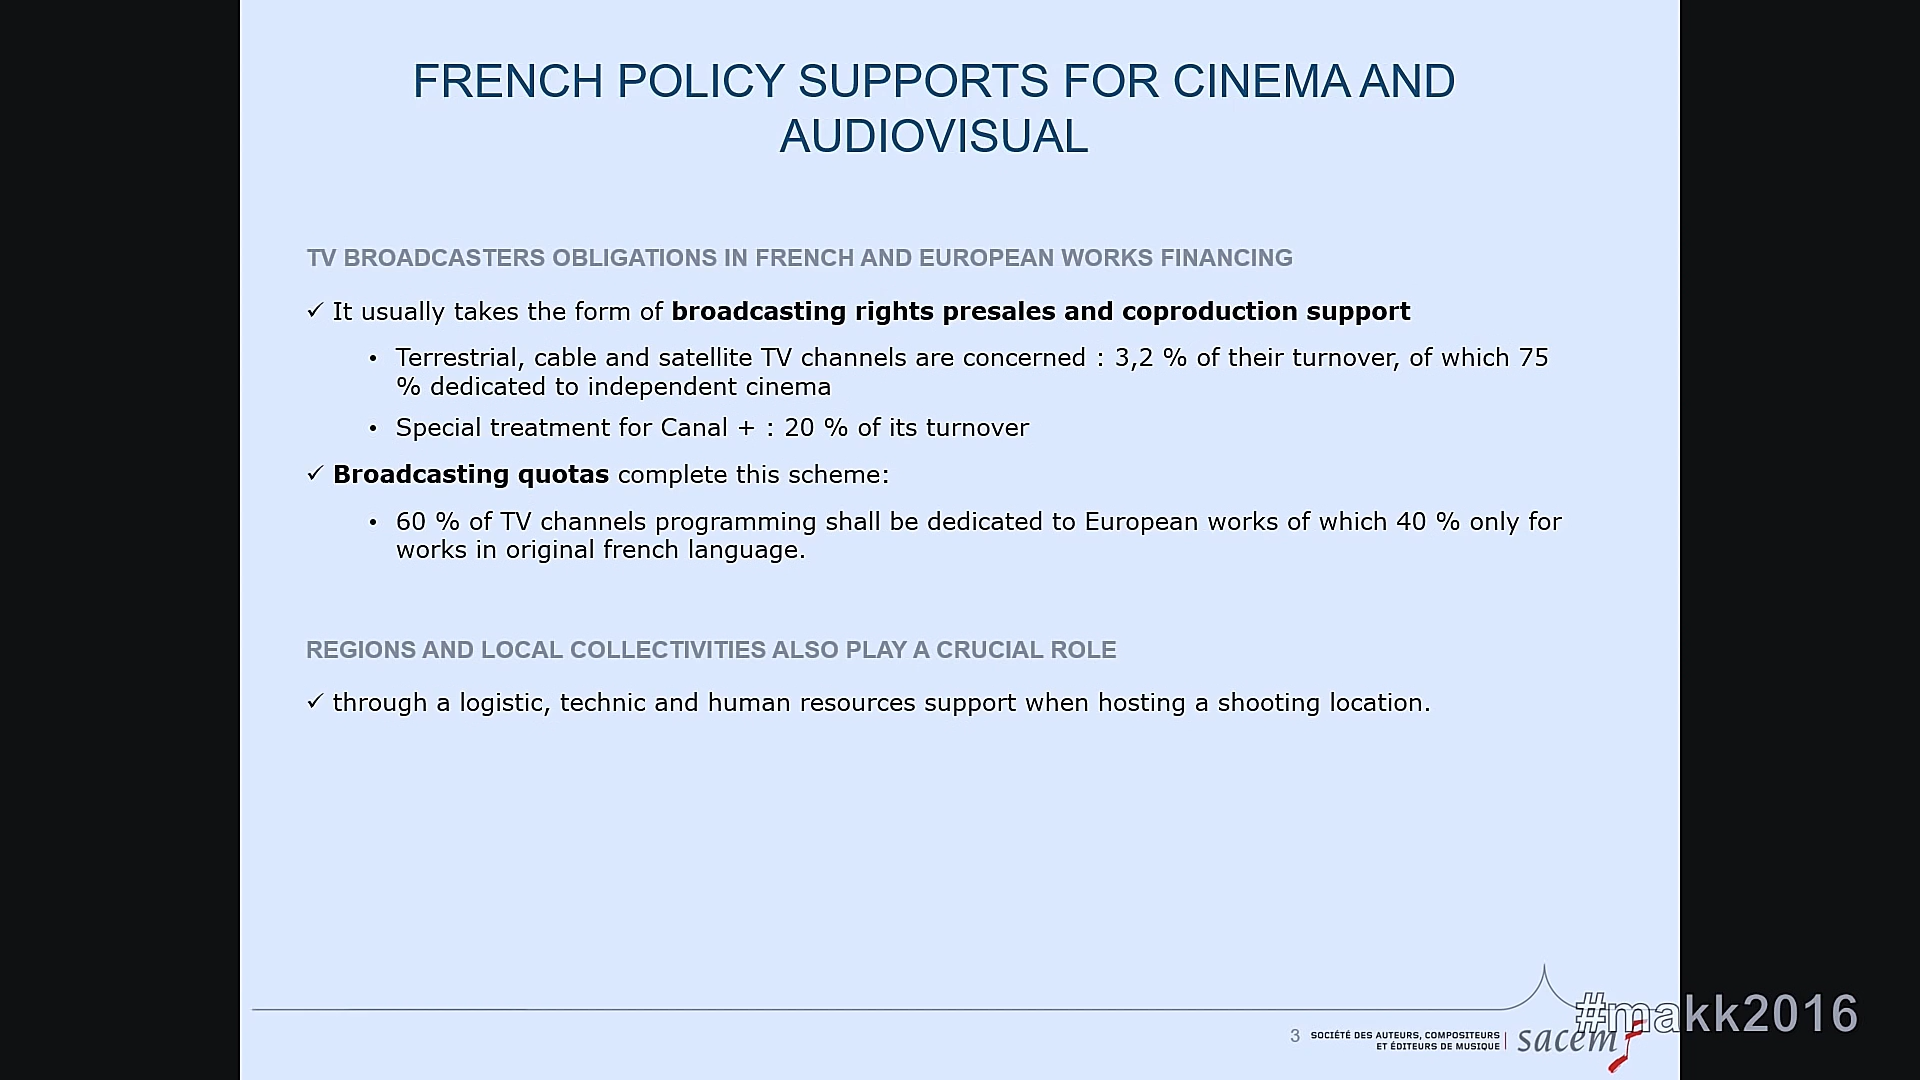 FRENCH POLICY SUPPORTS FOR CINEMA AND
AUDIOVISUAL
TV BROADCASTERS OBLIGATIONS IN FRENCH AND EUROPEAN WORKS FINANCING
✓ It usually takes the form of broadcasting rights presales and coproduction support
• Terrestrial, cable and satellite TV channels are concerned : 3,2 % of their turnover, of which 75
% dedicated to independent cinema
• Special treatment for Canal + : 20 % of its turnover
✓ Broadcasting quotas complete this scheme:
• 60 % of TV channels programming shall be dedicated to European works of which 40 % only for
works in original french language.
REGIONS AND LOCAL COLLECTIVITIES ALSO PLAY A CRUCIAL ROLE
✓ through a logistic, technic and human resources support when hosting a shooting location.
#makk2016
3 SOCIÉTÉ DES AUTEURS, COMPOSITEURS
ET ÉDITEURS DE MUSIQUE
sacem